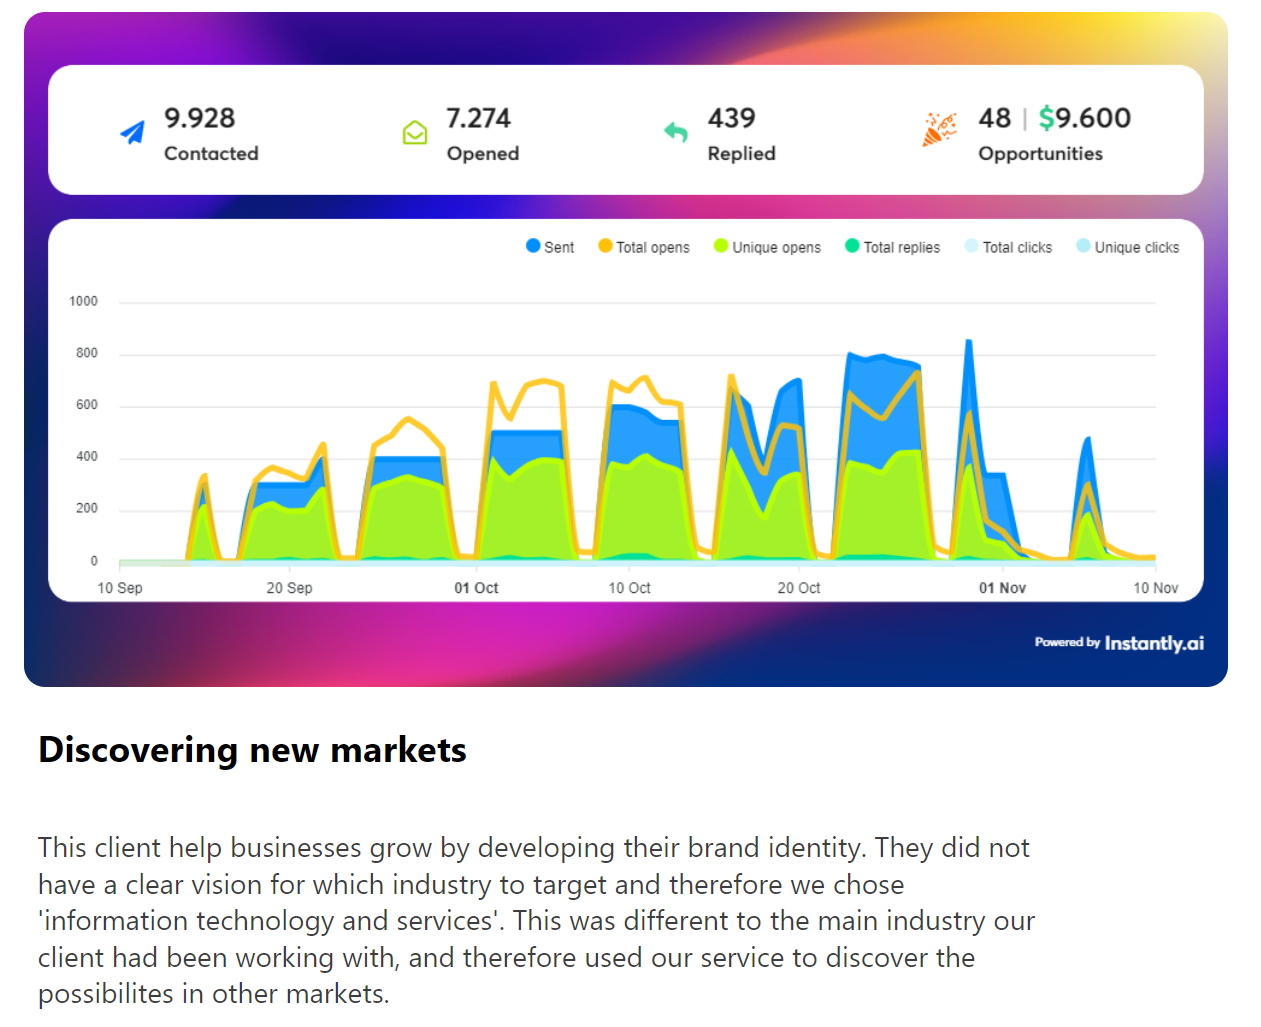 9.928
Contacted
7.274
Opened
439
Replied
48 | $9.600
Opportunities
Sent Total opens Unique opens Total replies Total clicks Unique clicks
1000
800
600
400
200
0
10 Sep 20 Sep 01 Oct 10 Oct 20 Oct 01 Nov 10 Nov
Powered by Instantly.ai
Discovering new markets
This client help businesses grow by developing their brand identity. They did not
have a clear vision for which industry to target and therefore we chose
'information technology and services'. This was different to the main industry our
client had been working with, and therefore used our service to discover the
possibilites in other markets.